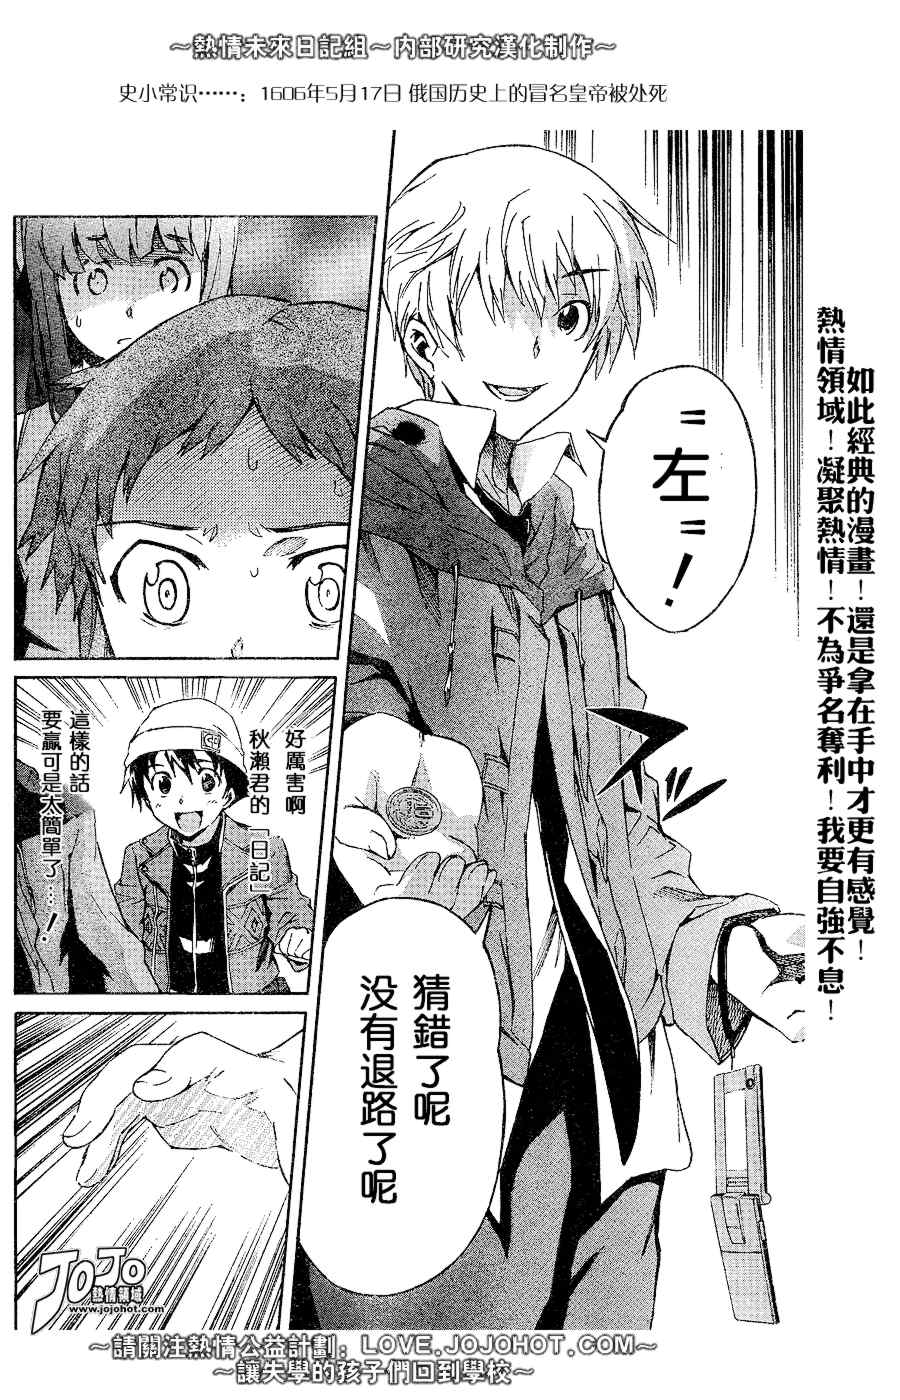 ～熱情未來日記組～內部研究漢化制作～
史小常识……：1606年5月17日 俄国历史上的冒名皇帝被处死
如此經典的漫畫！還是拿在手中才更有感覺！
熱情領域！凝聚熱情！不為爭名奪利！我要自強不息！
〝左〞！
猜錯了呢
没有退路了呢
好厲害啊
秋瀨君的「日記」
這樣的話
要贏可是太簡單了…！
JOJO
熱情領域
www.jojohot.com
～請關注熱情公益計劃：LOVE.JOJOHOT.COM～
～讓失學的孩子們回到學校～